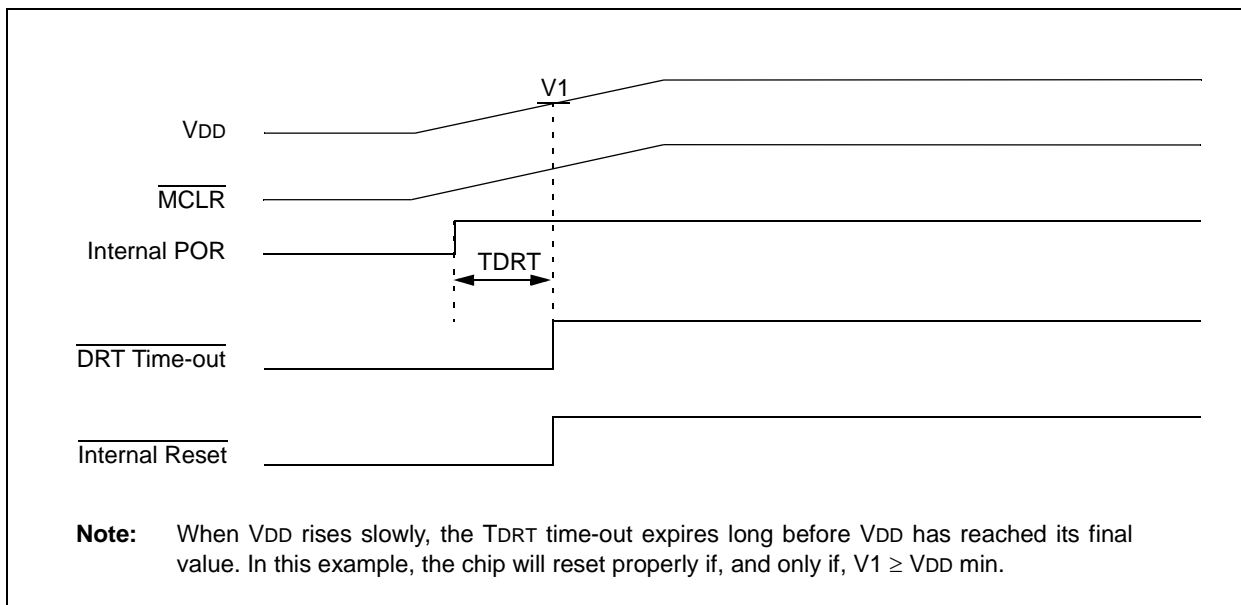 V1
VDD
MCLR
Internal POR
TDRT
DRT Time-out
Internal Reset
Note: When VDD rises slowly, the TDRT time-out expires long before VDD has reached its final
value. In this example, the chip will reset properly if, and only if, V1 ≥ VDD min.